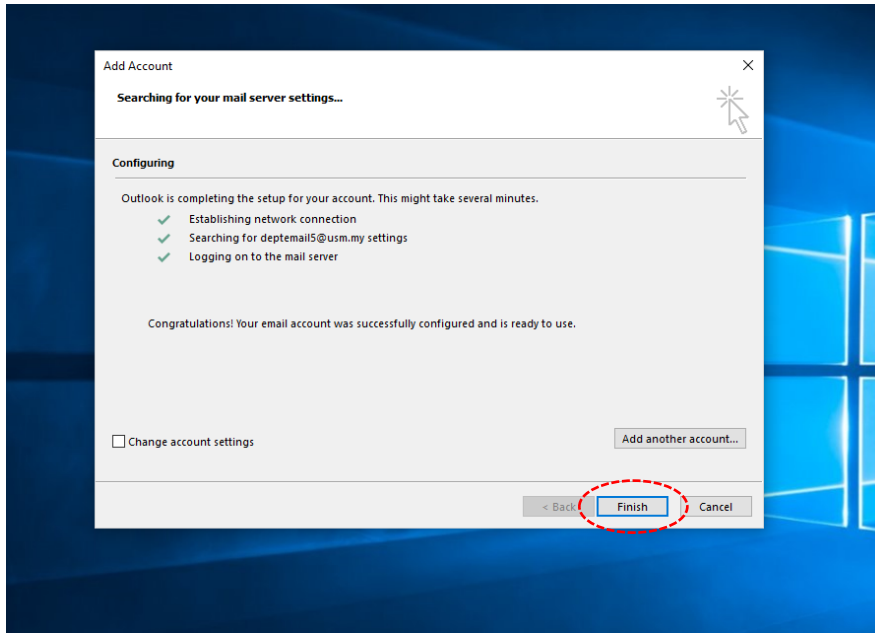 Add Account
Searching for your mail server settings...
Configuring
Outlook is completing the setup for your account. This might take several minutes.
Establishing network connection
Searching for deptemail5@usm.my settings
Logging on to the mail server
Congratulations! Your email account was successfully configured and is ready to use.
Change account settings
Add another account...
< Back
Finish
Cancel